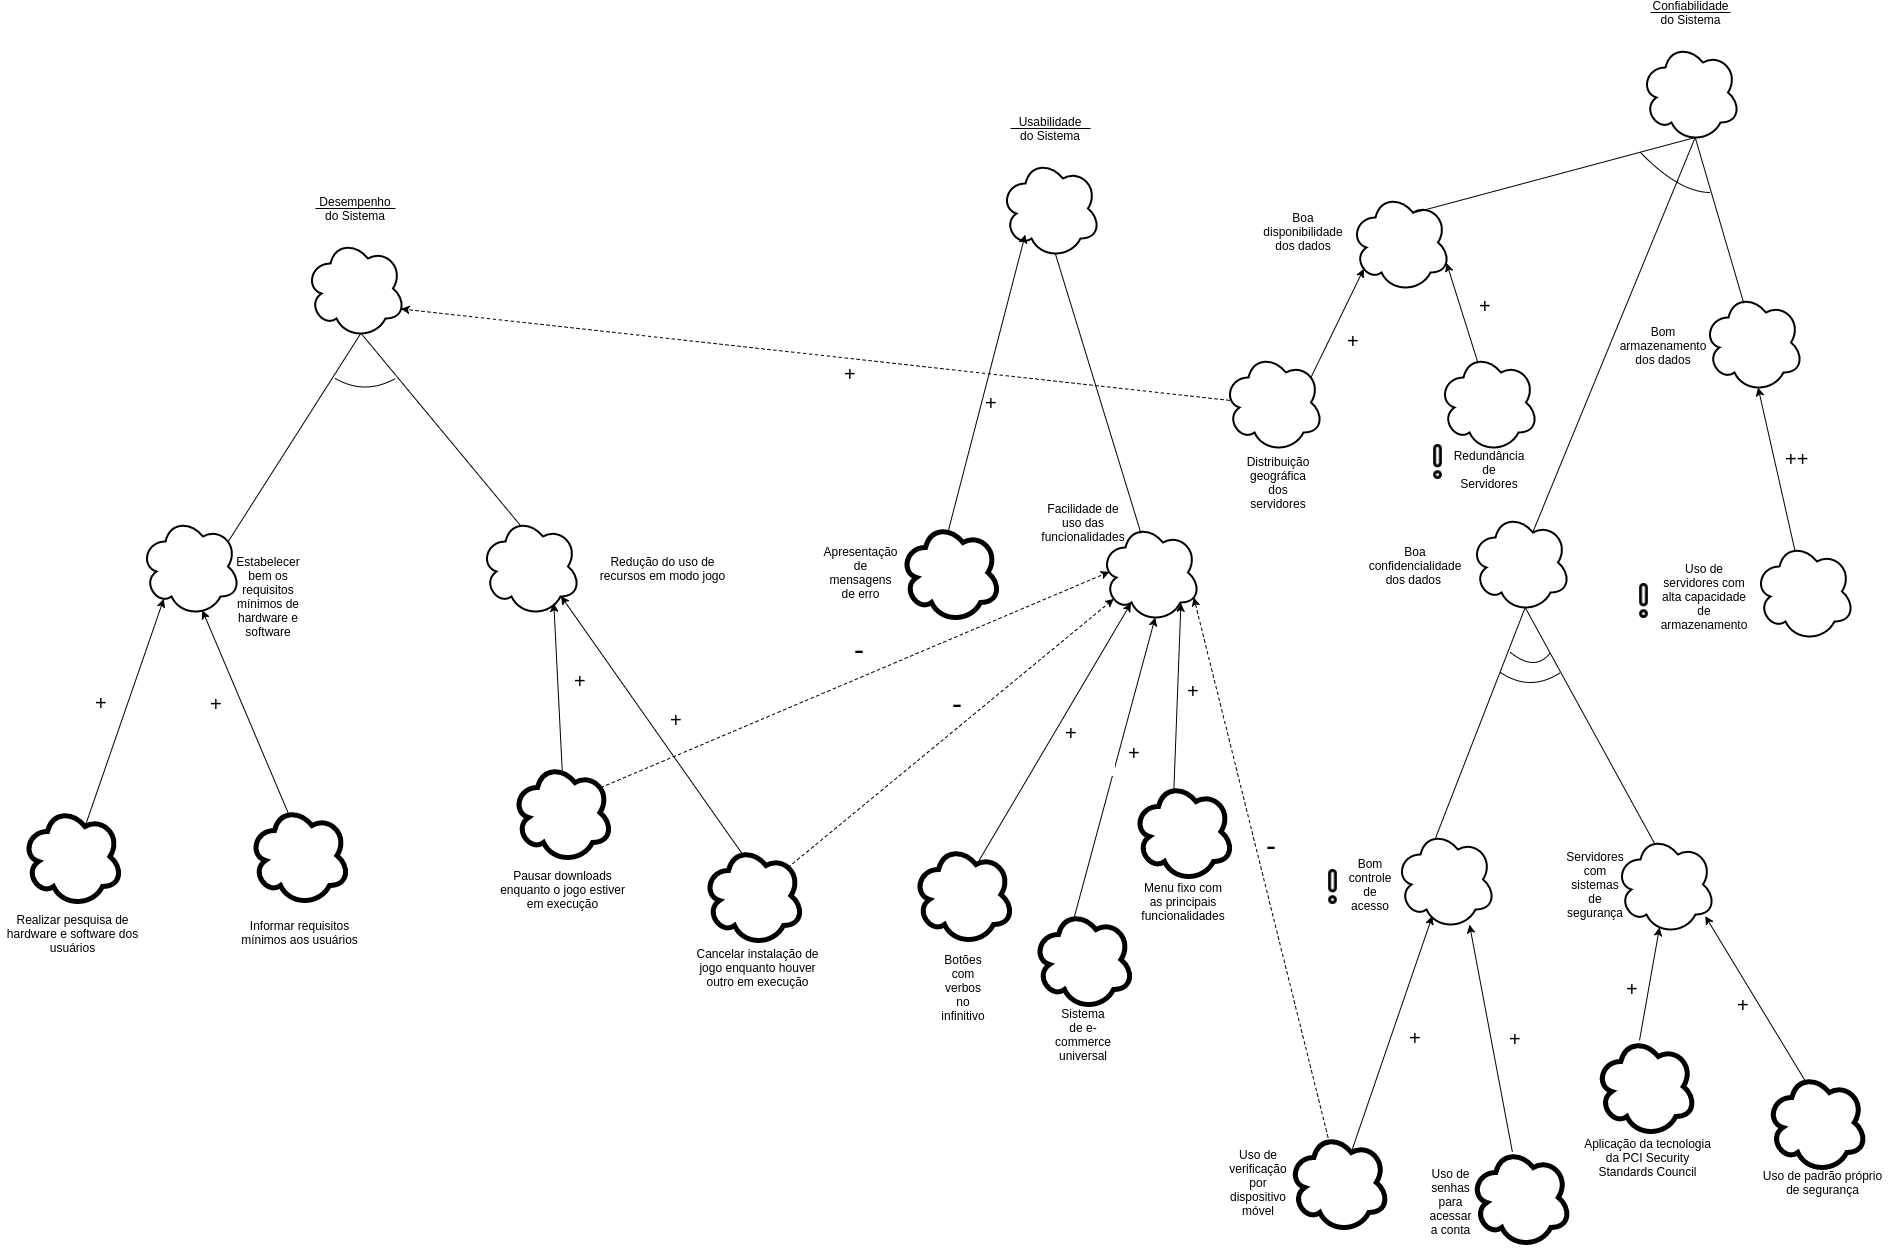 Confiabilidade
do Sistema
Usabilidade
do Sistema
Desempenho
do Sistema
Boa
disponibilidade
dos dados
+
+
Bom
armazenamento
dos dados
+
+
Distribuição
geográfica
dos
servidores
Redundância
de
Servidores
++
Facilidade de
uso das
funcionalidades
Apresentação
de
mensagens
de erro
Boa
confidencialidade
dos dados
Estabelecer
bem os
requisitos
mínimos de
hardware e
software
Redução do uso de
recursos em modo jogo
Uso de
servidores com
alta capacidade
de
armazenamento
+
+
+
+
-
-
+
+
+
-
Realizar pesquisa de
hardware e software dos
usuários
Informar requisitos
mínimos aos usuários
Pausar downloads
enquanto o jogo estiver
em execução
Cancelar instalação de
jogo enquanto houver
outro em execução
Botões
com
verbos
no
infinitivo
Sistema
de e-
commerce
universal
Menu fixo com
as principais
funcionalidades
Bom
controle
de
acesso
Servidores
com
sistemas
de
segurança
+
+
+
+
Uso de
verificação
por
dispositivo
móvel
Uso de
senhas
para
acessar
a conta
Aplicação da tecnologia
da PCI Security
Standards Council
Uso de padrão próprio
de segurança